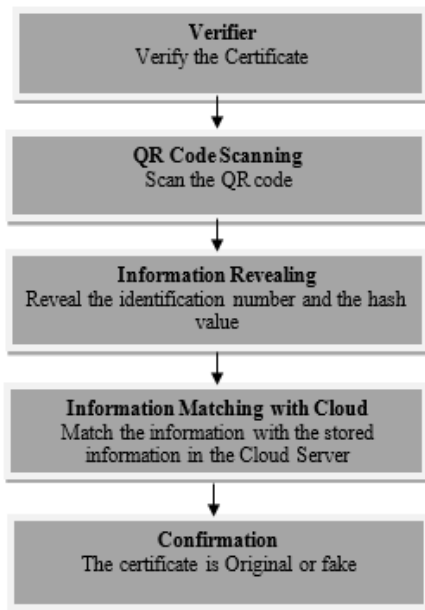 Verifier
Verify the Certificate
QR Code Scanning
Scan the QR code
Information Revealing
Reveal the identification number and the hash
value
Information Matching with Cloud
Match the information with the stored
information in the Cloud Server
Confirmation
The certificate is Original or fake